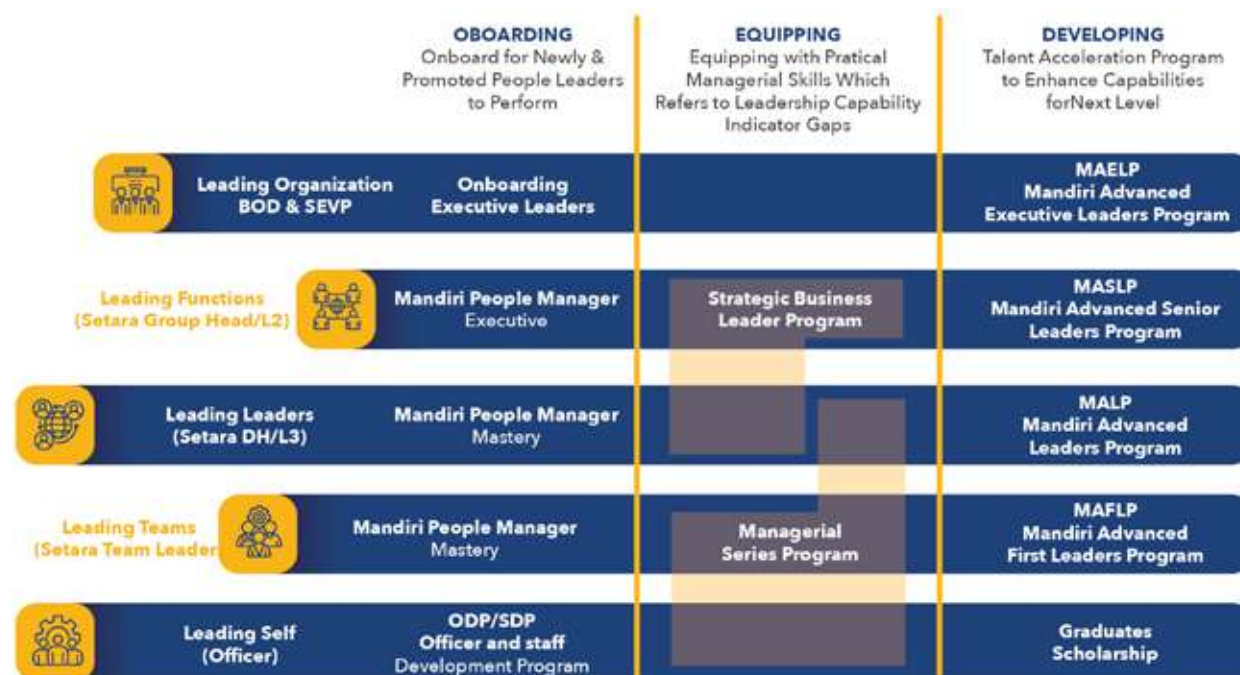 OBOARDING
Onboard for Newly &
Promoted People Leaders
to Perform
EQUIPPING
Equipping with Pratical
Managerial Skills Which
Refers to Leadership Capability
Indicator Gaps
DEVELOPING
Talent Acceleration Program
to Enhance Capabilities
forNext Level
Leading Organization
BOD & SEVP
Onboarding
Executive Leaders
MAELP
Mandiri Advanced
Executive Leaders Program
Leading Functions
(Setara Group Head/L2)
Mandiri People Manager
Executive
Strategic Business
Leader Program
MASLP
Mandiri Advanced Senior
Leaders Program
Leading Leaders
(Setara DH/L3)
Mandiri People Manager
Mastery
MALP
Mandiri Advanced
Leaders Program
Leading Teams
(Setara Team Leader
Mandiri People Manager
Mastery
Managerial
Series Program
MAFLP
Mandiri Advanced
First Leaders Program
Leading Self
(Officer)
ODP/SDP
Officer and staff
Development Program
Graduates
Scholarship